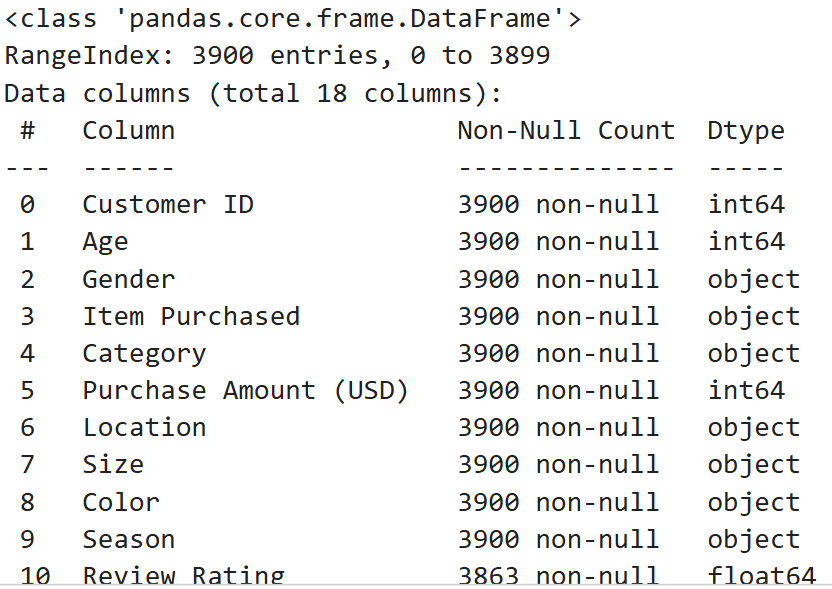 <class 'pandas.core.frame.DataFrame'>
RangeIndex: 3900 entries, 0 to 3899
Data columns (total 18 columns):
 #   Column                  Non-Null Count  Dtype
---  ------                  --------------  -----
 0   Customer ID             3900 non-null   int64
 1   Age                     3900 non-null   int64
 2   Gender                  3900 non-null   object
 3   Item Purchased          3900 non-null   object
 4   Category                3900 non-null   object
 5   Purchase Amount (USD)   3900 non-null   int64
 6   Location                3900 non-null   object
 7   Size                    3900 non-null   object
 8   Color                   3900 non-null   object
 9   Season                  3900 non-null   object
 10  Review Rating           3863 non-null   float64